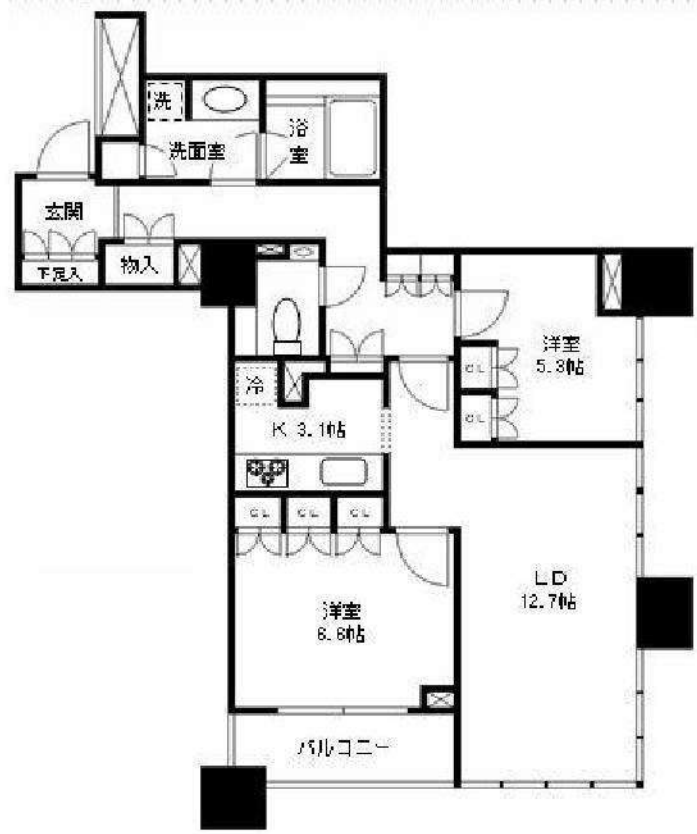 洗
洗面室
浴
室
玄関
下足入
物入
洋室
5.3帖
CL
CL
冷
K 3.1帖
CL CL CL
LD
12.7帖
洋室
6.6帖
バルコニー